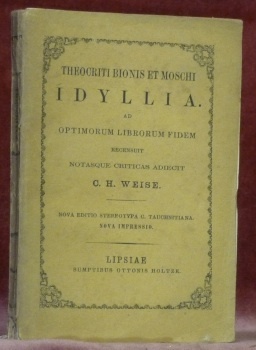 THEOCRITI BIONIS ET MOSCHI
IDYLLIA.
AD
OPTIMORUM LIBRORUM FIDEM
RECENSUIT
NOTASQUE CRITICAS ADIECIT
C. H. WEISE.
NOVA EDITIO STEREOTYPA C. TAUCHNITIANA.
NOVA IMPRESSIO.
LIPSIAE
SUMPTIBUS OTTONIS HOLTZE.